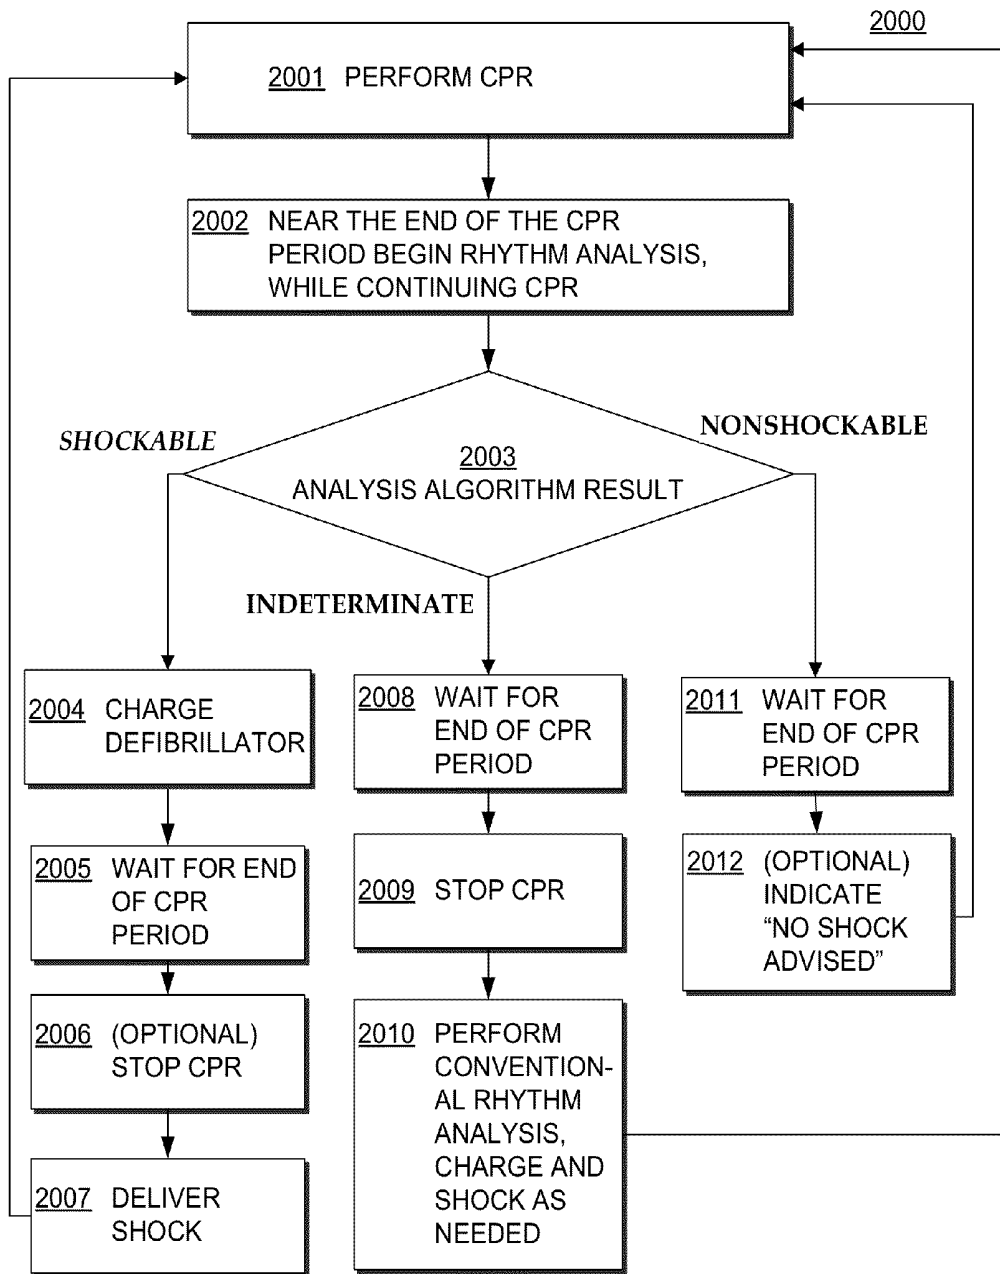 2000
2001 PERFORM CPR
2002 NEAR THE END OF THE CPR
PERIOD BEGIN RHYTHM ANALYSIS,
WHILE CONTINUING CPR
SHOCKABLE
NONSHOCKABLE
2003
ANALYSIS ALGORITHM RESULT
INDETERMINATE
2004 CHARGE
DEFIBRILLATOR
2005 WAIT FOR END
OF CPR
PERIOD
2006 (OPTIONAL)
STOP CPR
2007 DELIVER
SHOCK
2008 WAIT FOR
END OF CPR
PERIOD
2009 STOP CPR
2010 PERFORM
CONVENTION-
AL RHYTHM
ANALYSIS,
CHARGE AND
SHOCK AS
NEEDED
2011 WAIT FOR
END OF CPR
PERIOD
2012 (OPTIONAL)
INDICATE
“NO SHOCK
ADVISED”